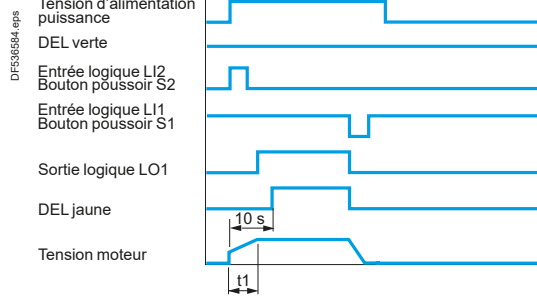 Tension d'alimentation
puissance
DF536584.eps
DEL verte
Entrée logique LI2
Bouton poussoir S2
Entrée logique LI1
Bouton poussoir S1
Sortie logique LO1
DEL jaune
10 s
Tension moteur
t1